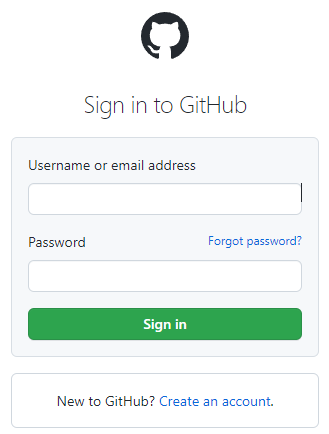 Sign in to GitHub
Username or email address
Password Forgot password?
Sign in
New to GitHub? Create an account.